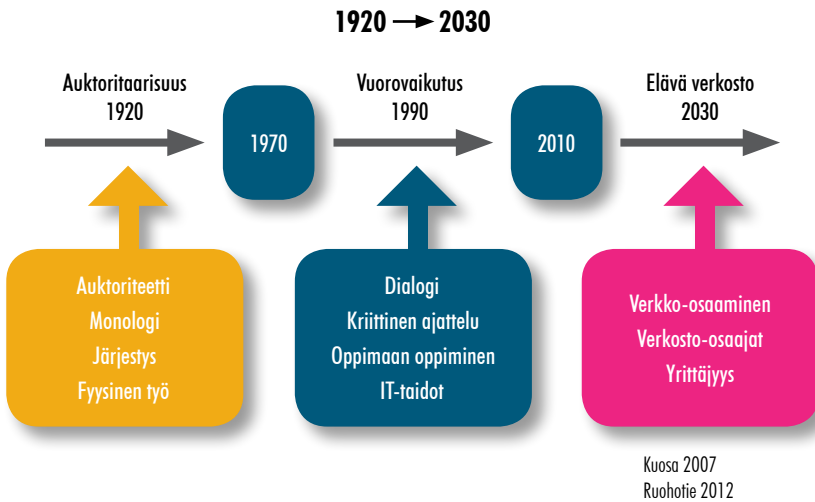 1920 → 2030
Auktoritaarisuus
1920
1970
Vuorovaikutus
1990
2010
Elävä verkosto
2030
Auktoriteetti
Monologi
Järjestys
Fyysinen työ
Dialogi
Kriittinen ajattelu
Oppimaan oppiminen
IT-taidot
Verkko-osaaminen
Verkosto-osaajat
Yrittäjyys
Kuosa 2007
Ruohotie 2012